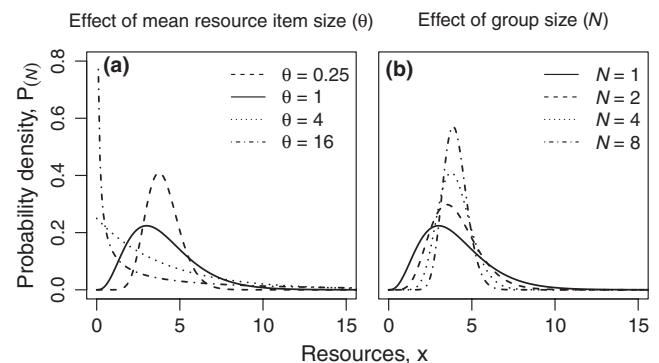 Effect of mean resource item size (θ)
Effect of group size (N)
Probability density, P(N)
0.0 0.2 0.4 0.6 0.8
(a)
θ = 0.25
θ = 1
θ = 4
θ = 16
0 5 10 15
(b)
N = 1
N = 2
N = 4
N = 8
0 5 10 15
Resources, x